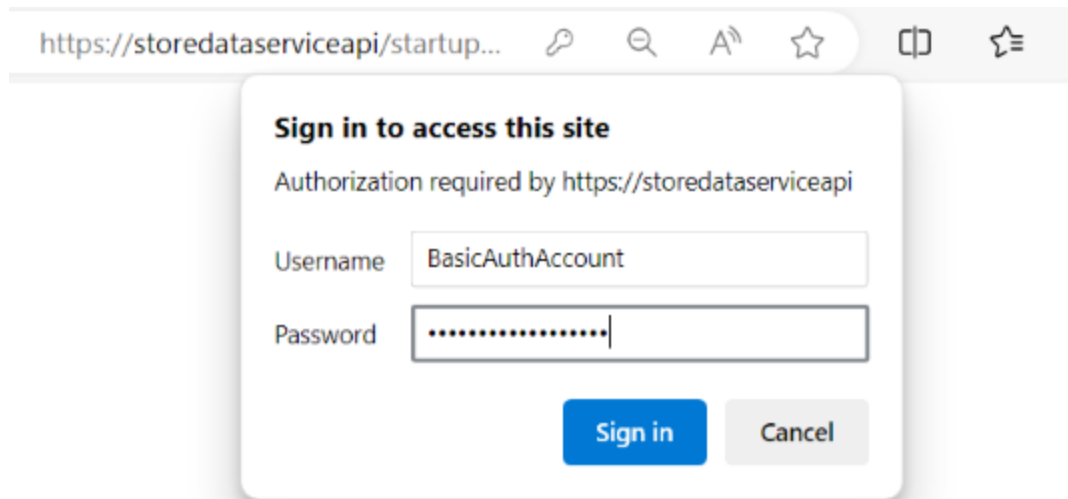 https://storedataserviceapi/startup...
Sign in to access this site
Authorization required by https://storedataserviceapi
Username BasicAuthAccount
Password ••••••••••••••••••
Sign in Cancel